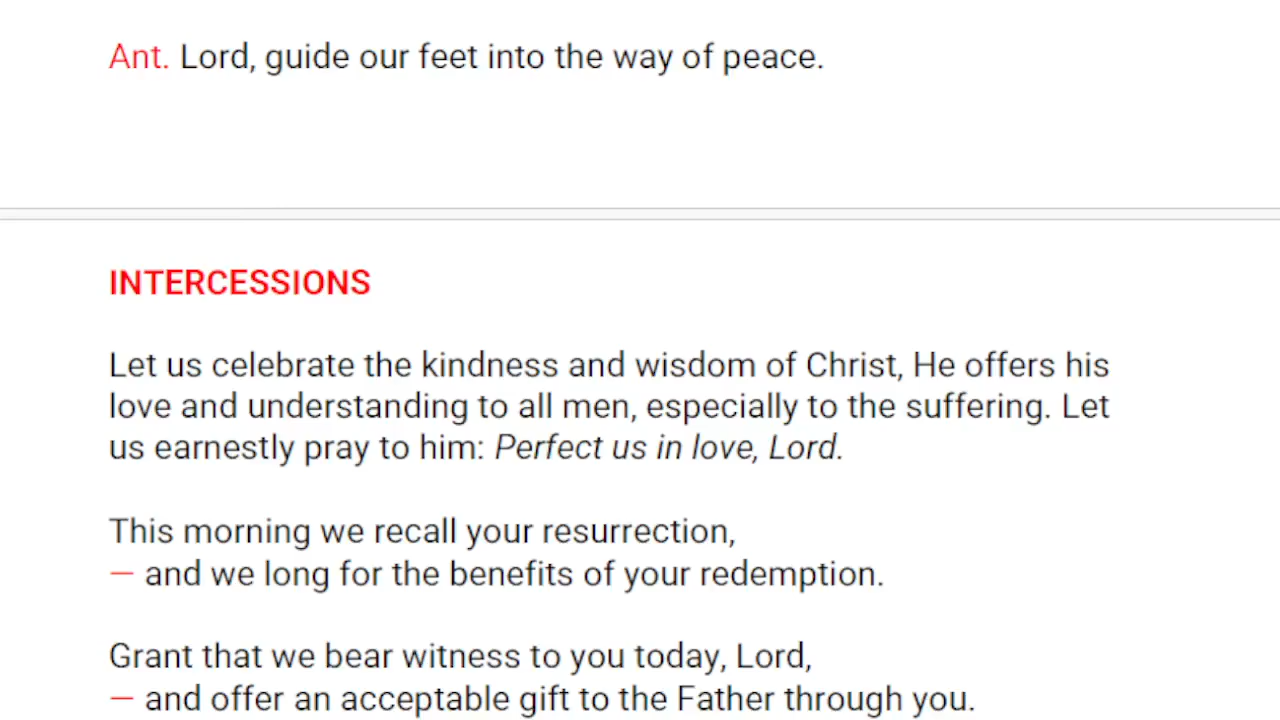 Ant. Lord, guide our feet into the way of peace.
INTERCESSIONS
Let us celebrate the kindness and wisdom of Christ, He offers his
love and understanding to all men, especially to the suffering. Let
us earnestly pray to him: Perfect us in love, Lord.
This morning we recall your resurrection,
— and we long for the benefits of your redemption.
Grant that we bear witness to you today, Lord,
— and offer an acceptable gift to the Father through you.